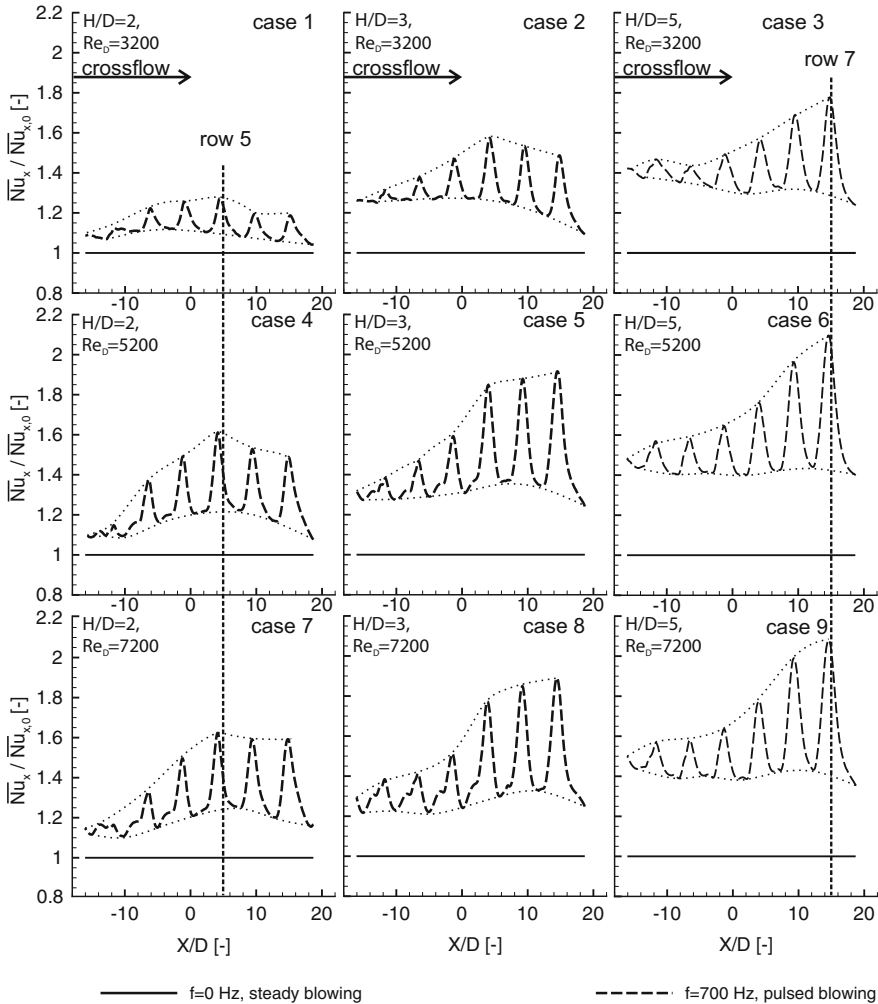 H/D=2,
Re_D=3200
case 1
crossflow
row 5
H/D=3,
Re_D=3200
case 2
crossflow
H/D=5,
Re_D=3200
case 3
crossflow
row 7
2.2
2
1.8
1.6
1.4
1.2
1
0.8
Nu_x / Nu_x,0 [-]
-10 0 10 20
-10 0 10 20
-10 0 10 20
H/D=2,
Re_D=5200
case 4
H/D=3,
Re_D=5200
case 5
H/D=5,
Re_D=5200
case 6
2
1.8
1.6
1.4
1.2
1
0.8
Nu_x / Nu_x,0 [-]
-10 0 10 20
-10 0 10 20
-10 0 10 20
H/D=2,
Re_D=7200
case 7
H/D=3,
Re_D=7200
case 8
H/D=5,
Re_D=7200
case 9
2
1.8
1.6
1.4
1.2
1
0.8
Nu_x / Nu_x,0 [-]
-10 0 10 20
-10 0 10 20
-10 0 10 20
X/D [-]
X/D [-]
X/D [-]
f=0 Hz, steady blowing
f=700 Hz, pulsed blowing